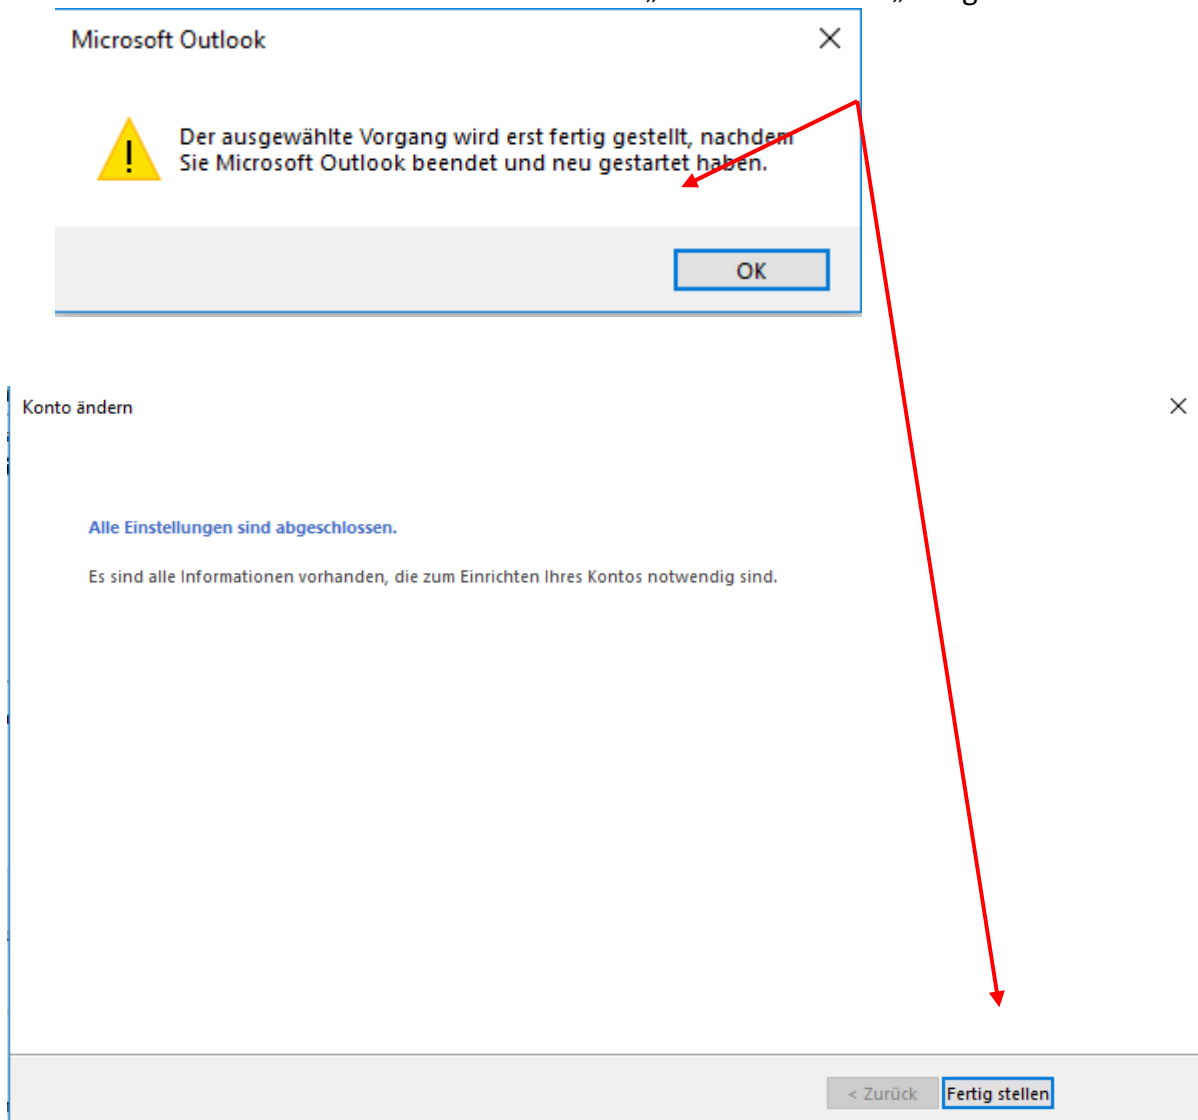 Microsoft Outlook
Der ausgewählte Vorgang wird erst fertig gestellt, nachdem
Sie Microsoft Outlook beendet und neu gestartet haben.
OK
Konto ändern
Alle Einstellungen sind abgeschlossen.
Es sind alle Informationen vorhanden, die zum Einrichten Ihres Kontos notwendig sind.
< Zurück Fertig stellen